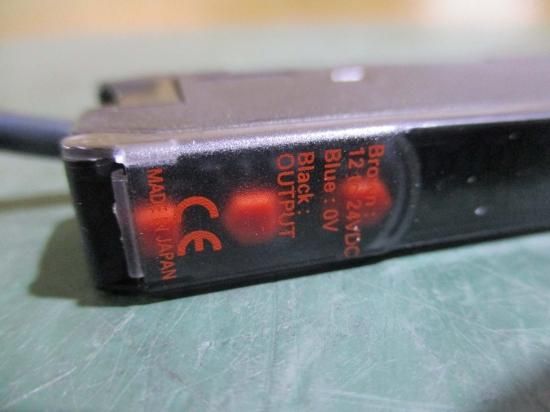 Brown :
12 - 24VDC
Blue : 0V
Black :
OUTPUT
CE
MADE IN JAPAN